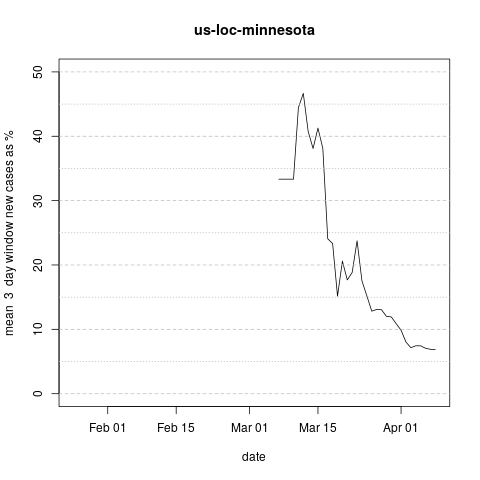 us-loc-minnesota
mean  3  day window new cases as %
50
40
30
20
10
0
Feb 01
Feb 15
Mar 01
Mar 15
Apr 01
date